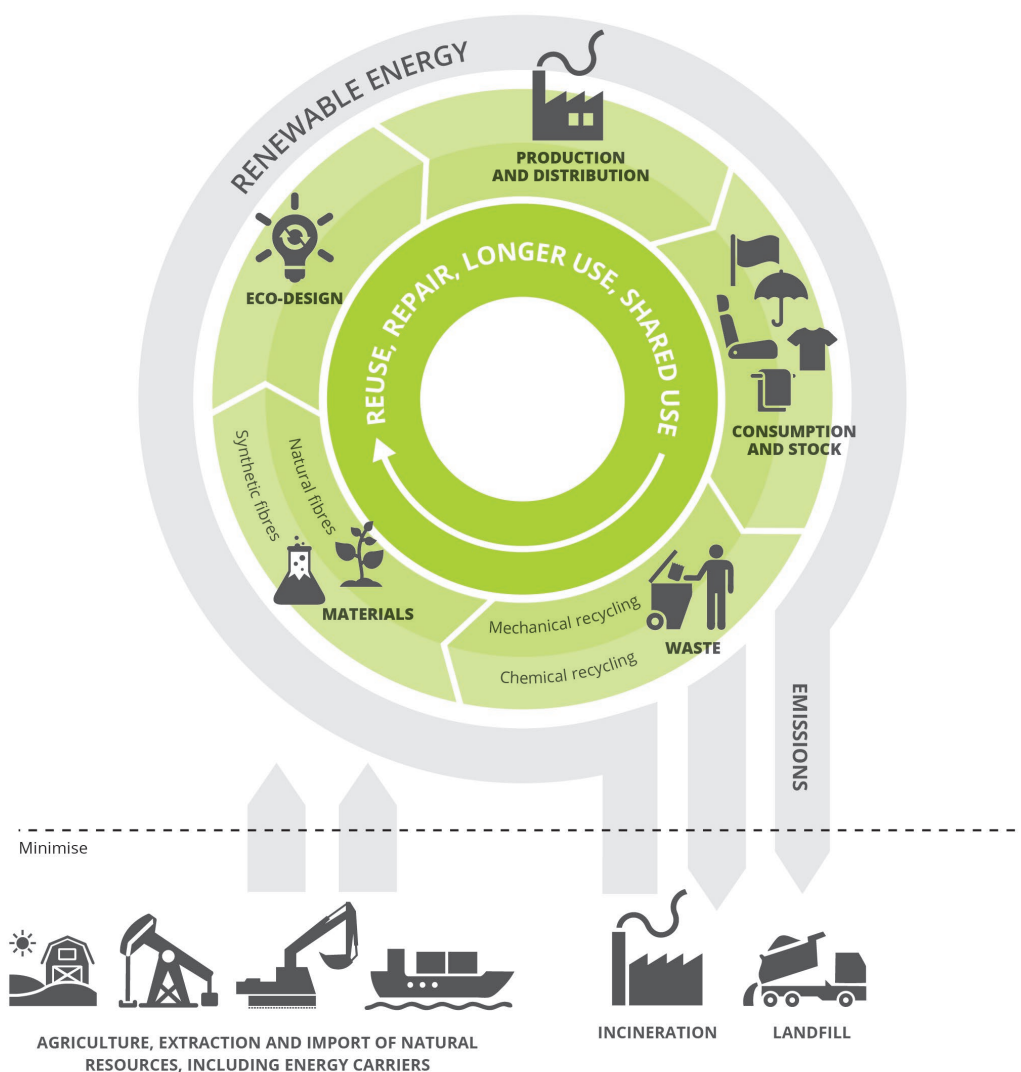 RENEWABLE ENERGY
PRODUCTION
AND DISTRIBUTION
ECO-DESIGN
REUSE, REPAIR, LONGER USE, SHARED USE
CONSUMPTION
AND STOCK
Synthetic fibres
Natural fibres
MATERIALS
Mechanical recycling
Chemical recycling
WASTE
EMISSIONS
Minimise
AGRICULTURE, EXTRACTION AND IMPORT OF NATURAL
RESOURCES, INCLUDING ENERGY CARRIERS
INCINERATION
LANDFILL